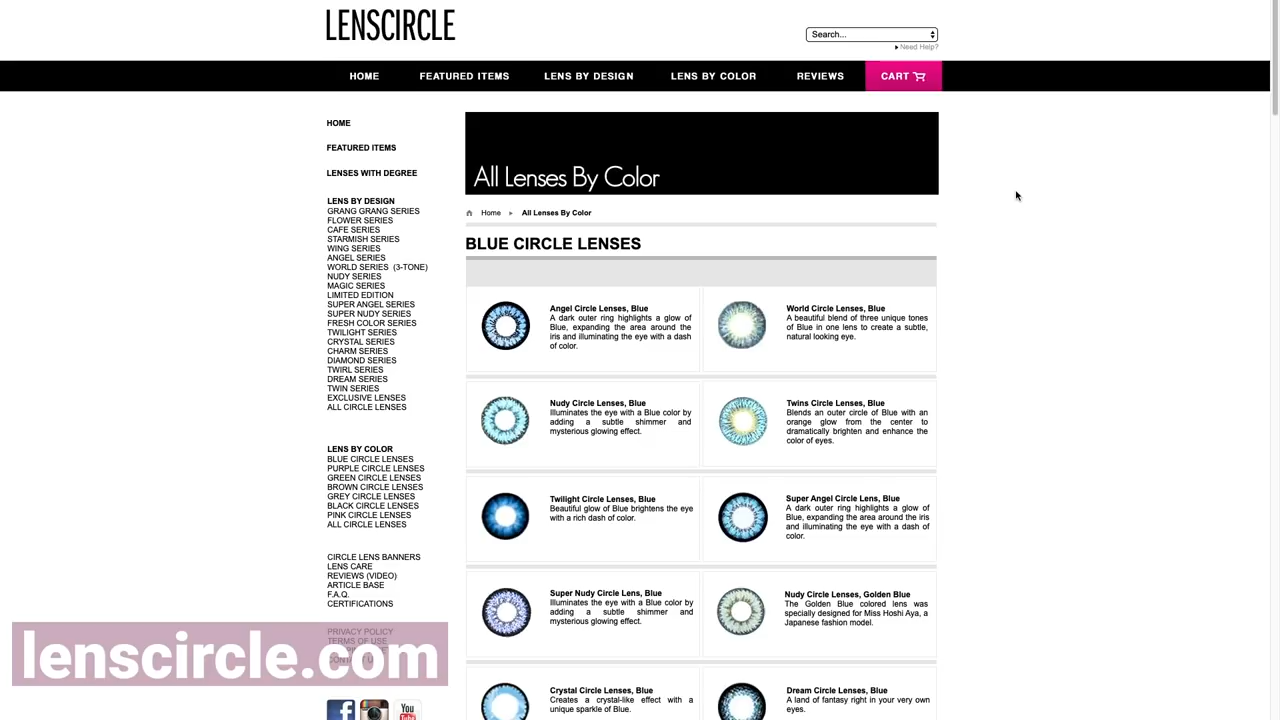 LENSCIRCLE
Search...
Need Help?
HOME
FEATURED ITEMS
LENS BY DESIGN
LENS BY COLOR
REVIEWS
CART
HOME
FEATURED ITEMS
LENSES WITH DEGREE
LENS BY DESIGN
GRANG GRANG SERIES
FLOWER SERIES
CAFE SERIES
STARMISH SERIES
WING SERIES
ANGEL SERIES
WORLD SERIES (3-TONE)
NUDY SERIES
MAGIC SERIES
LIMITED EDITION
SUPER ANGEL SERIES
SUPER NUDY SERIES
FRESH COLOR SERIES
TWILIGHT SERIES
CRYSTAL SERIES
CHARM SERIES
DIAMOND SERIES
TWIRL SERIES
DREAM SERIES
TWIN SERIES
EXCLUSIVE LENSES
ALL CIRCLE LENSES
LENS BY COLOR
BLUE CIRCLE LENSES
PURPLE CIRCLE LENSES
GREEN CIRCLE LENSES
BROWN CIRCLE LENSES
GREY CIRCLE LENSES
BLACK CIRCLE LENSES
PINK CIRCLE LENSES
ALL CIRCLE LENSES
CIRCLE LENS BANNERS
LENS CARE
REVIEWS (VIDEO)
ARTICLE BASE
F.A.Q.
CERTIFICATIONS
PRIVACY POLICY
TERMS OF USE
lenscircle.com
You
All Lenses By Color
Home
All Lenses By Color
BLUE CIRCLE LENSES
Angel Circle Lenses, Blue
A dark outer ring highlights a glow of
Blue, expanding the area around the
iris and illuminating the eye with a dash
of color.
World Circle Lenses, Blue
A beautiful blend of three unique tones
of Blue in one lens to create a subtle,
natural looking eye.
Nudy Circle Lenses, Blue
Illuminates the eye with a Blue color by
adding a subtle shimmer and
mysterious glowing effect.
Twins Circle Lenses, Blue
Blends an outer circle of Blue with an
orange glow from the center to
dramatically brighten and enhance the
color of eyes.
Twilight Circle Lenses, Blue
Beautiful glow of Blue brightens the eye
with a rich dash of color.
Super Angel Circle Lens, Blue
A dark outer ring highlights a glow of
Blue, expanding the area around the iris
and illuminating the eye with a dash of
color.
Super Nudy Circle Lens, Blue
Illuminates the eye with a Blue color by
adding a subtle shimmer and
mysterious glowing effect.
Nudy Circle Lenses, Golden Blue
The Golden Blue colored lens was
specially designed for Miss Hoshi Aya, a
Japanese fashion model.
Crystal Circle Lenses, Blue
Creates a crystal-like effect with a
unique sparkle of Blue.
Dream Circle Lenses, Blue
A land of fantasy right in your very own
eyes.